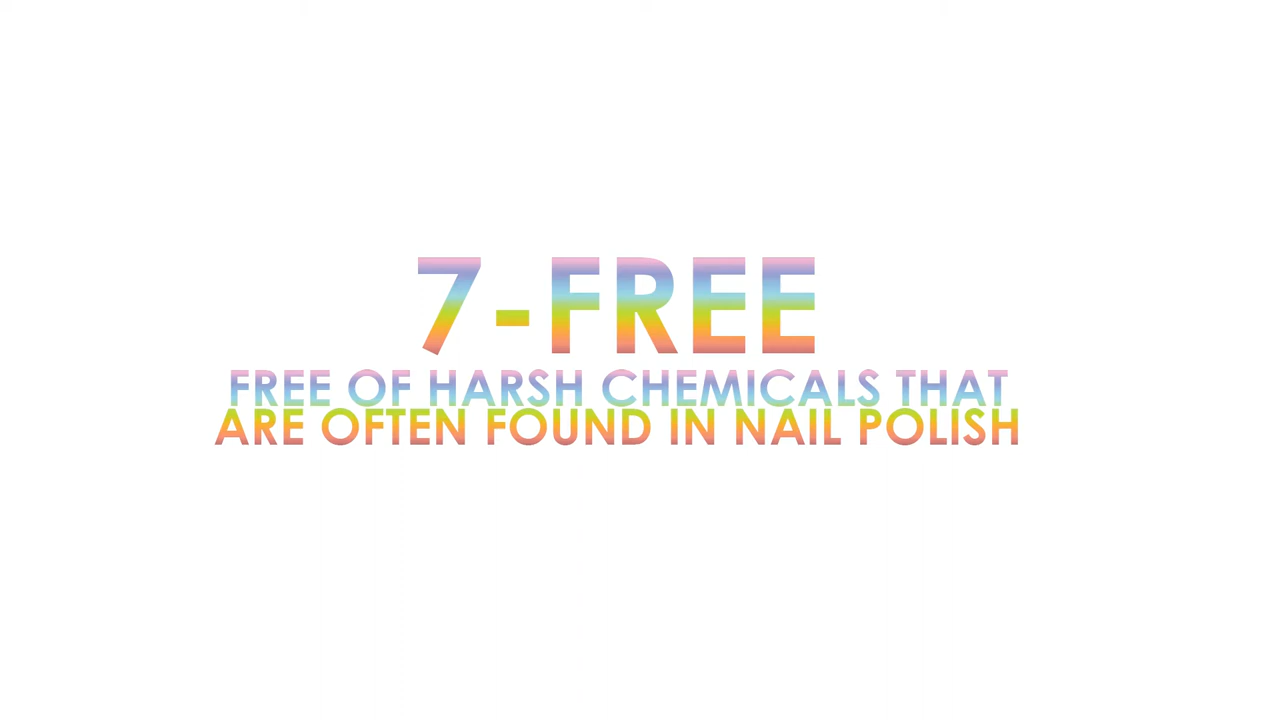 7-FREE
FREE OF HARSH CHEMICALS THAT
ARE OFTEN FOUND IN NAIL POLISH